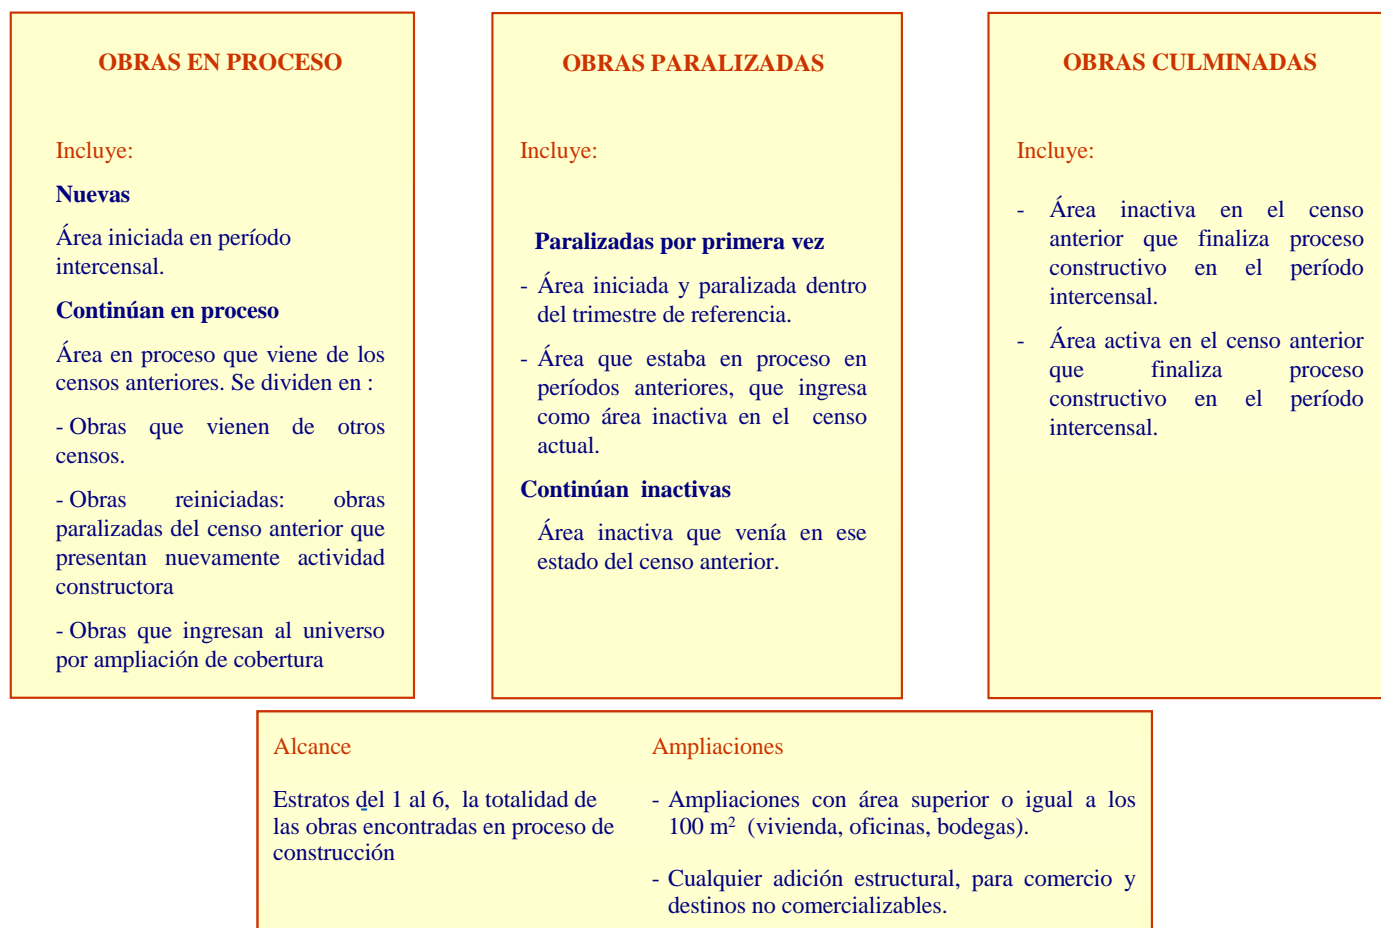 OBRAS EN PROCESO
Incluye:
Nuevas
Área iniciada en período
intercensal.
Continúan en proceso
Área en proceso que viene de los
censos anteriores. Se dividen en :
- Obras que vienen de otros
censos.
- Obras reiniciadas: obras
paralizadas del censo anterior que
presentan nuevamente actividad
constructora
- Obras que ingresan al universo
por ampliación de cobertura
OBRAS PARALIZADAS
Incluye:
Paralizadas por primera vez
- Área iniciada y paralizada dentro
del trimestre de referencia.
- Área que estaba en proceso en
períodos anteriores, que ingresa
como área inactiva en el censo
actual.
Continúan inactivas
Área inactiva que venía en ese
estado del censo anterior.
OBRAS CULMINADAS
Incluye:
- Área inactiva en el censo
anterior que finaliza proceso
constructivo en el período
intercensal.
- Área activa en el censo anterior
que finaliza proceso
constructivo en el período
intercensal.
Alcance
Estratos del 1 al 6, la totalidad de
las obras encontradas en proceso de
construcción
Ampliaciones
- Ampliaciones con área superior o igual a los
100 m² (vivienda, oficinas, bodegas).
- Cualquier adición estructural, para comercio y
destinos no comercializables.